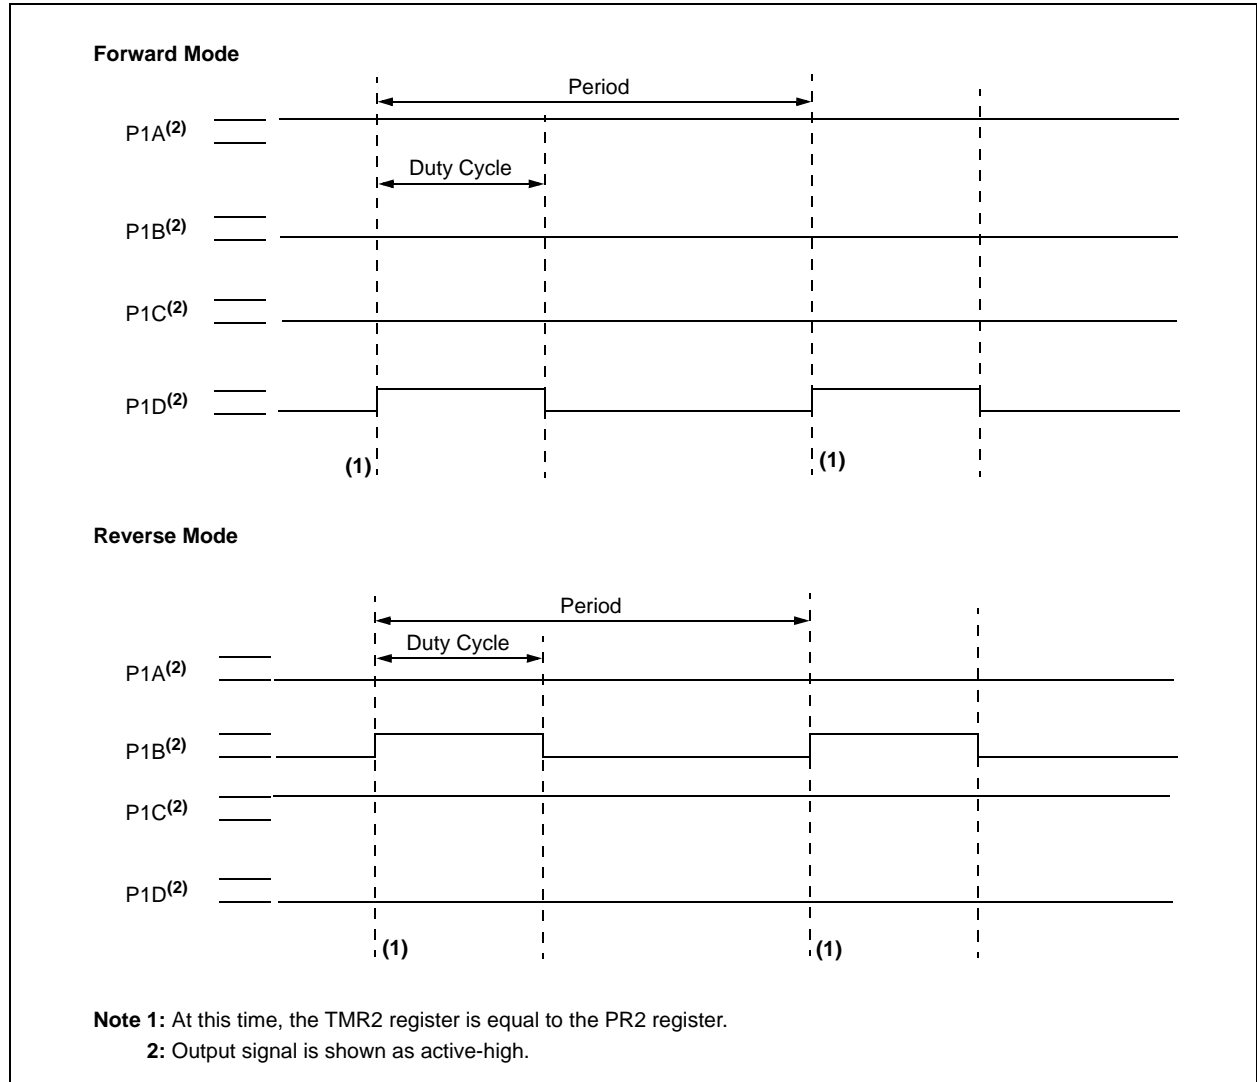 Forward Mode
Period
P1A(2)
Duty Cycle
P1B(2)
P1C(2)
P1D(2)
(1)
(1)
Reverse Mode
Period
Duty Cycle
P1A(2)
P1B(2)
P1C(2)
P1D(2)
(1)
(1)
Note 1: At this time, the TMR2 register is equal to the PR2 register.
2: Output signal is shown as active-high.